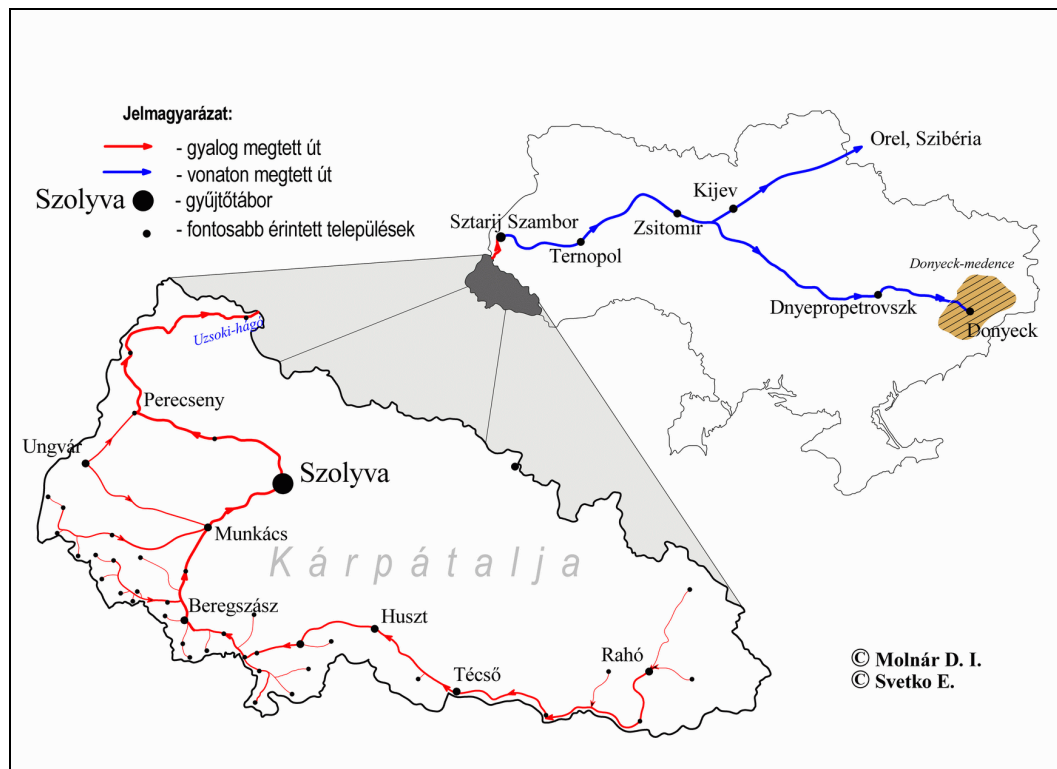 Jelmagyarázat:
- gyalog megtett út
- vonaton megtett út
Szolyva - gyűjtőtábor
- fontosabb érintett települések
Orel, Szibéria
Kijev
Sztarij Szambor
Zsitomir
Ternopol
Donyeck-medence
Dnyepropetrovszk
Donyeck
Uzsoki-hágó
Perecseny
Ungvár
Szolyva
Munkács
Kárpátalja
Beregszász
Huszt
Técső
Rahó
© Molnár D. I.
© Svetko E.